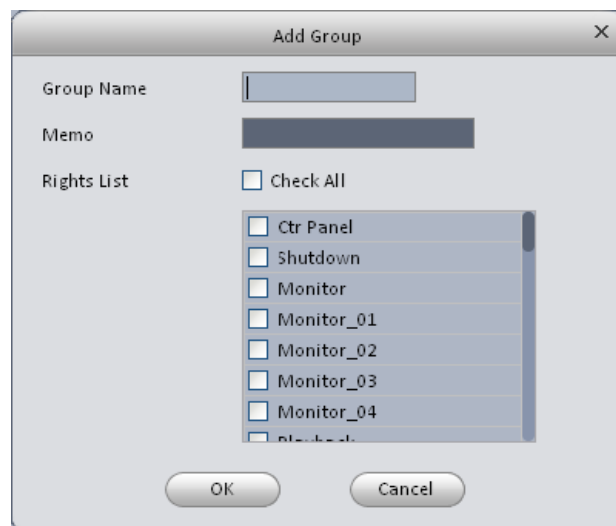 Add Group
Group Name
Memo
Rights List Check All
Ctr Panel
Shutdown
Monitor
Monitor_01
Monitor_02
Monitor_03
Monitor_04
Playback
OK Cancel